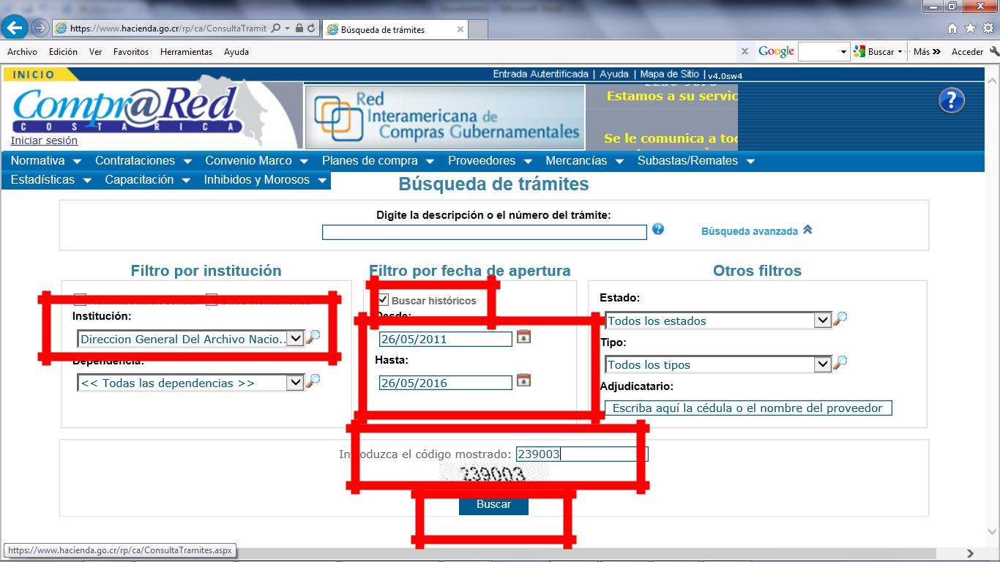 https://www.hacienda.go.cr/rp/ca/ConsultaTramit
Búsqueda de trámites
Archivo Edición Ver Favoritos Herramientas Ayuda
x Google Buscar Más Acceder
INICIO
Entrada Autentificada | Ayuda | Mapa de Sitio | v4.0sw4
Compr@Red
COSTA RICA
Iniciar sesión
Red
Interamericana de
Compras Gubernamentales
Estamos a su servic
Se le comunica a toc
Normativa Contrataciones Convenio Marco Planes de compra Proveedores Mercancías Subastas/Remates
Estadísticas Capacitación Inhibidos y Morosos
Búsqueda de trámites
Digite la descripción o el número del trámite:
Búsqueda avanzada
Filtro por institución
Institución:
Direccion General Del Archivo Nacio..
Dependencia:
<< Todas las dependencias >>
Filtro por fecha de apertura
Buscar históricos
Desde:
26/05/2011
Hasta:
26/05/2016
Otros filtros
Estado:
Todos los estados
Tipo:
Todos los tipos
Adjudicatario:
Escriba aquí la cédula o el nombre del proveedor
Introduzca el código mostrado: 239003
239003
Buscar
https://www.hacienda.go.cr/rp/ca/ConsultaTramites.aspx